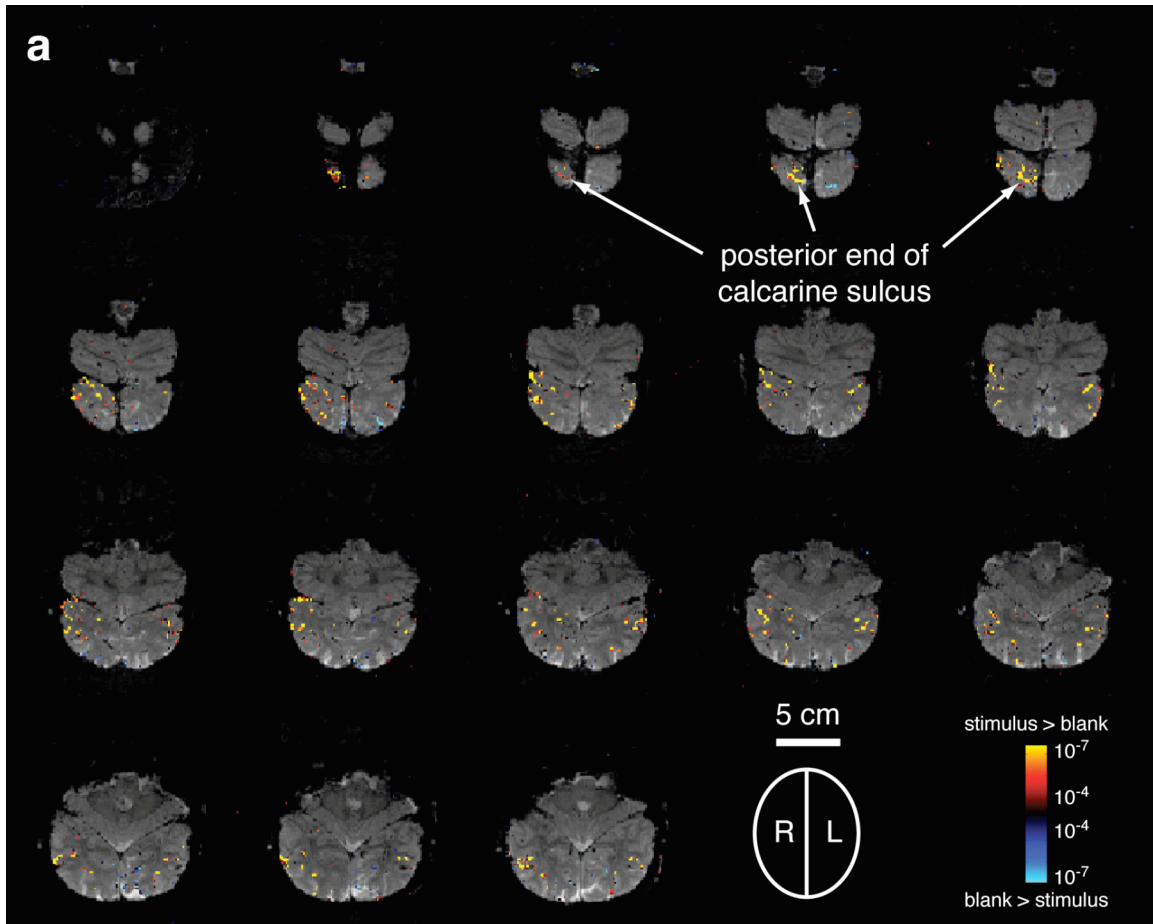 a
posterior end of
calcarine sulcus
5 cm
R L
stimulus > blank
10-7
10-4
10-4
10-7
blank > stimulus